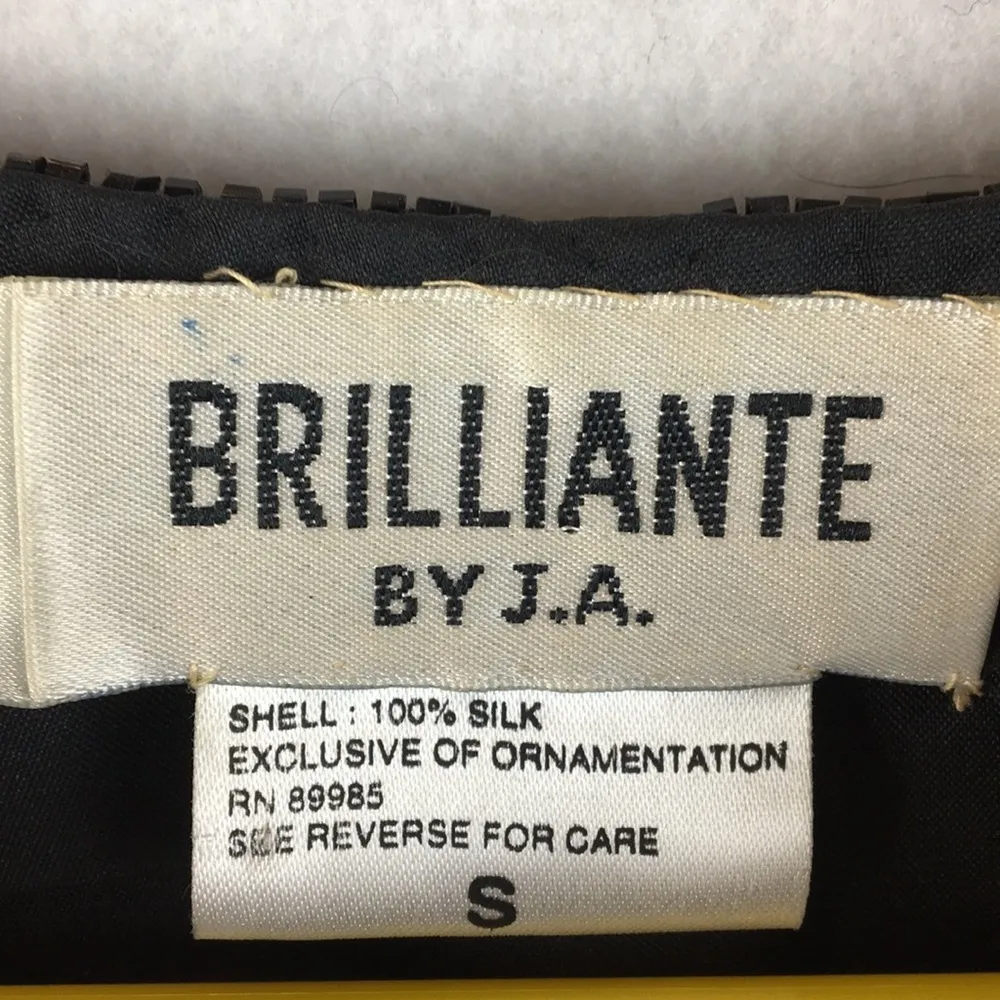 BRILLIANTE
BY J.A.
SHELL : 100% SILK
EXCLUSIVE OF ORNAMENTATION
RN 89985
SEE REVERSE FOR CARE
S